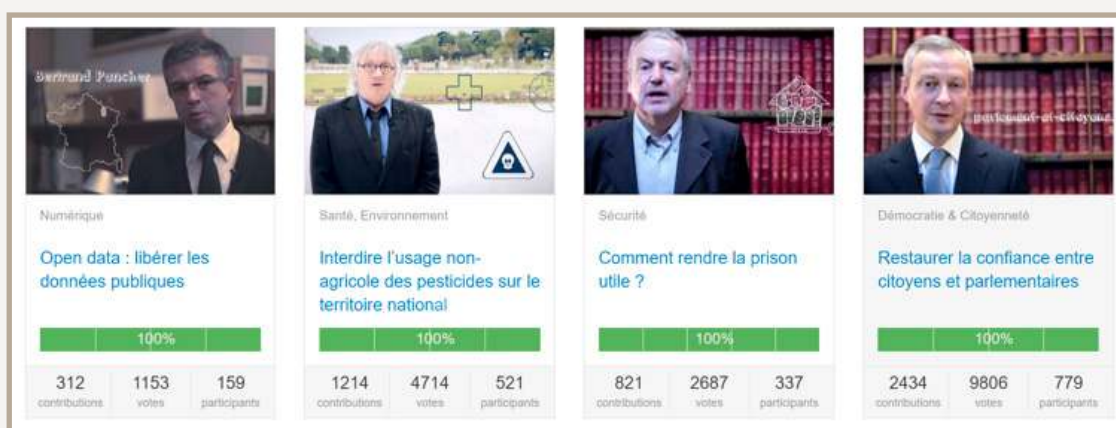 Bertrand Pancher
parlement-et-citoyens
Numérique
Open data : libérer les
données publiques
100%
312 1153 159
contributions votes participants
Santé, Environnement
Interdire l'usage non-
agricole des pesticides sur le
territoire national
100%
1214 4714 521
contributions votes participants
Sécurité
Comment rendre la prison
utile ?
100%
821 2687 337
contributions votes participants
Démocratie & Citoyenneté
Restaurer la confiance entre
citoyens et parlementaires
100%
2434 9806 779
contributions votes participants